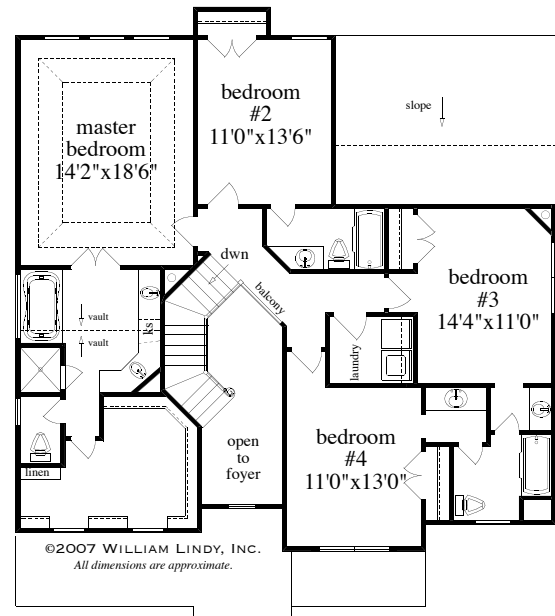 bedroom
#2
11'0"x13'6"
master
bedroom
14'2"x18'6"
slope
dwn
balcony
bedroom
#3
14'4"x11'0"
vault
vault
ks
laundry
open
to
foyer
bedroom
#4
11'0"x13'0"
linen
©2007 WILLIAM LINDY, INC.
All dimensions are approximate.